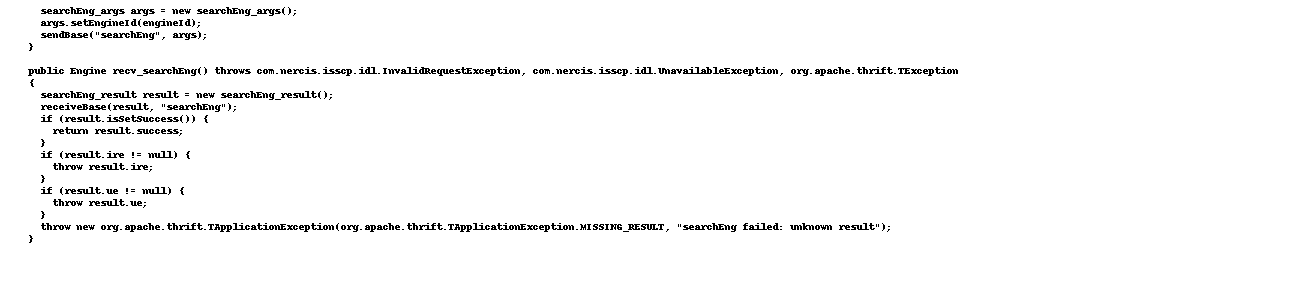 searchEng_args args = new searchEng_args();
args.setEngineId(engineId);
sendBase("searchEng", args);
}
public Engine recv_searchEng() throws com.nercis.isscp.idl.InvalidRequestException, com.nercis.isscp.idl.UnavailableException, org.apache.thrift.TException
{
searchEng_result result = new searchEng_result();
receiveBase(result, "searchEng");
if (result.isSetSuccess()) {
return result.success;
}
if (result.ire != null) {
throw result.ire;
}
if (result.ue != null) {
throw result.ue;
}
throw new org.apache.thrift.TApplicationException(org.apache.thrift.TApplicationException.MISSING_RESULT, "searchEng failed: unknown result");
}